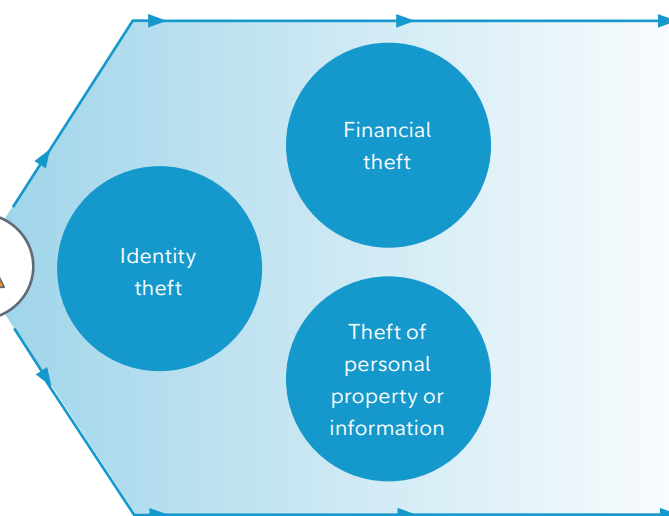 Financial
theft
Identity
theft
Theft of
personal
property or
information